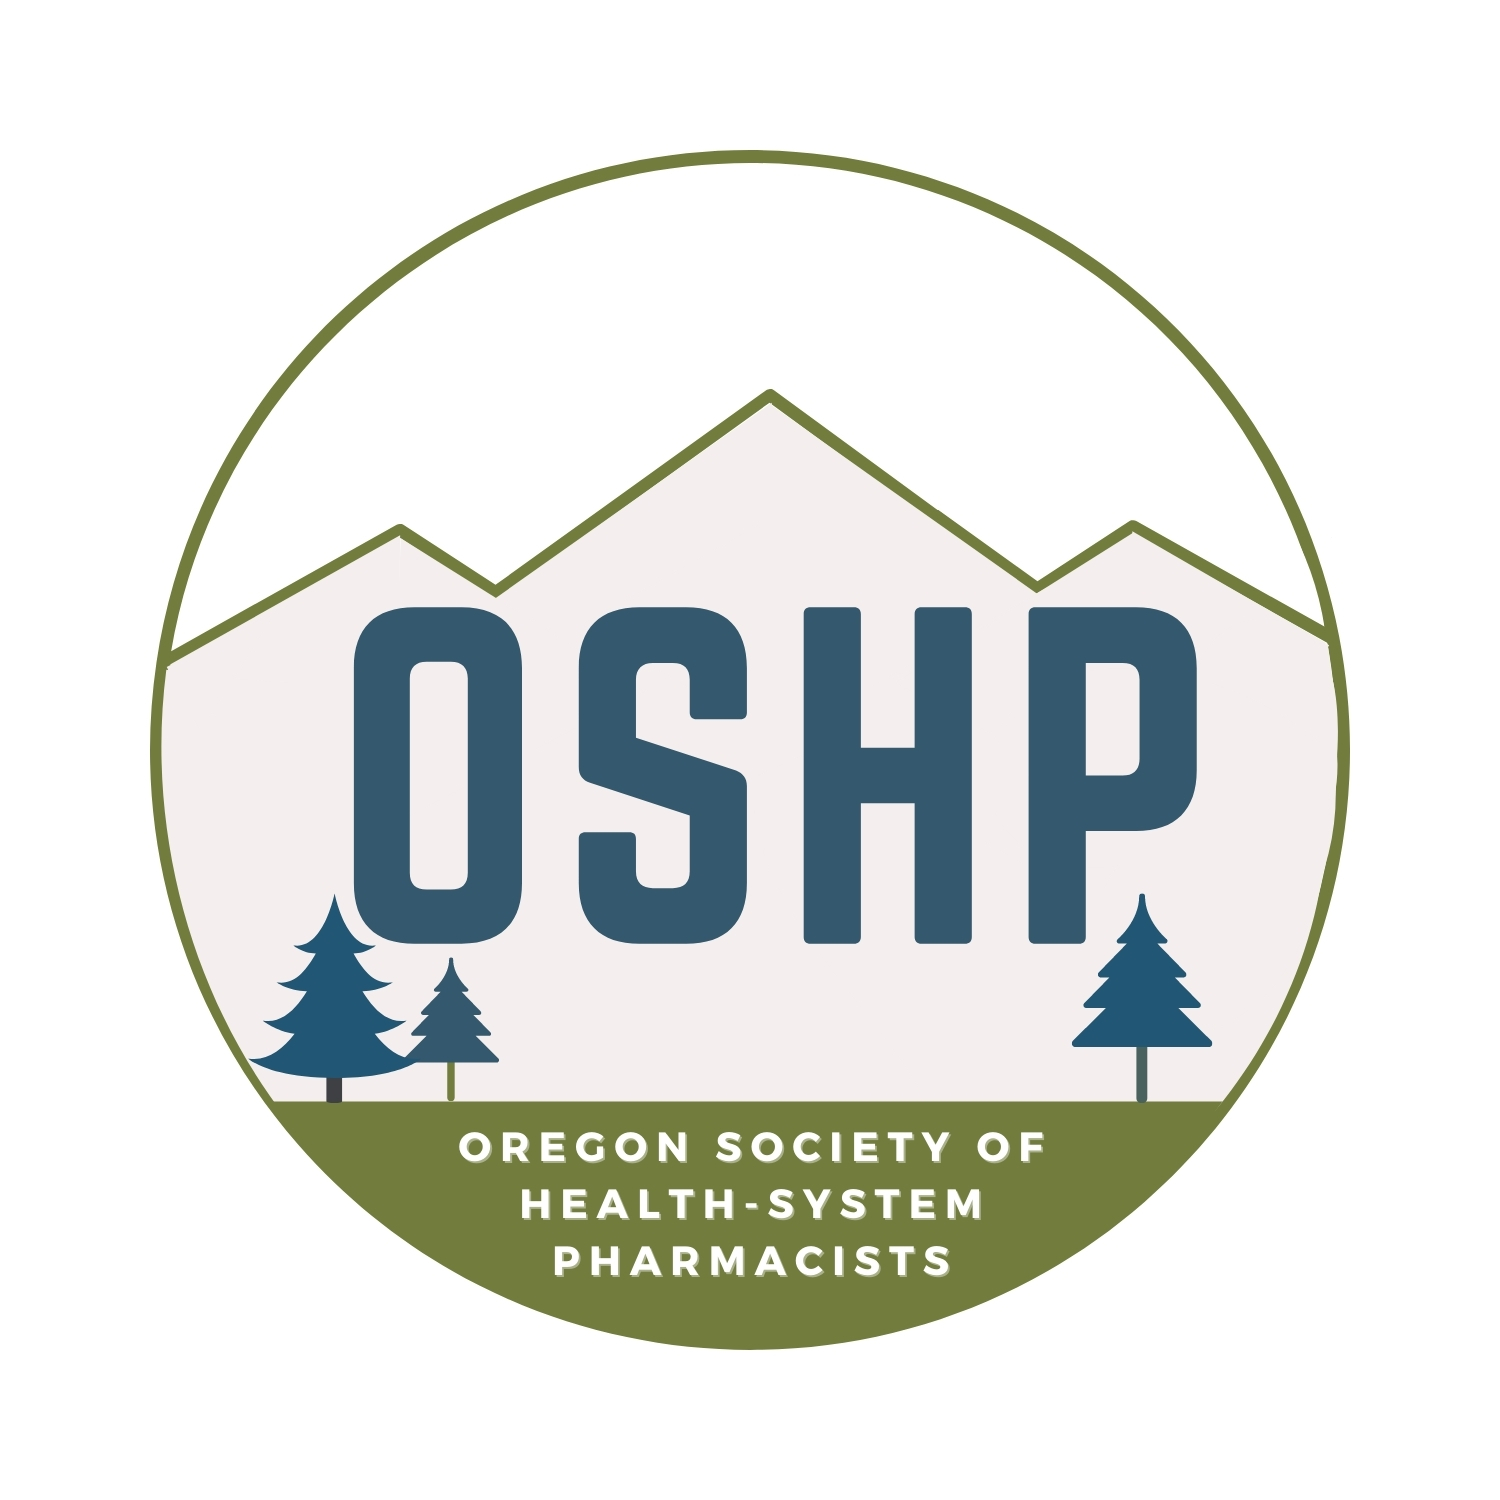 OSHP
OREGON SOCIETY OF
HEALTH-SYSTEM
PHARMACISTS